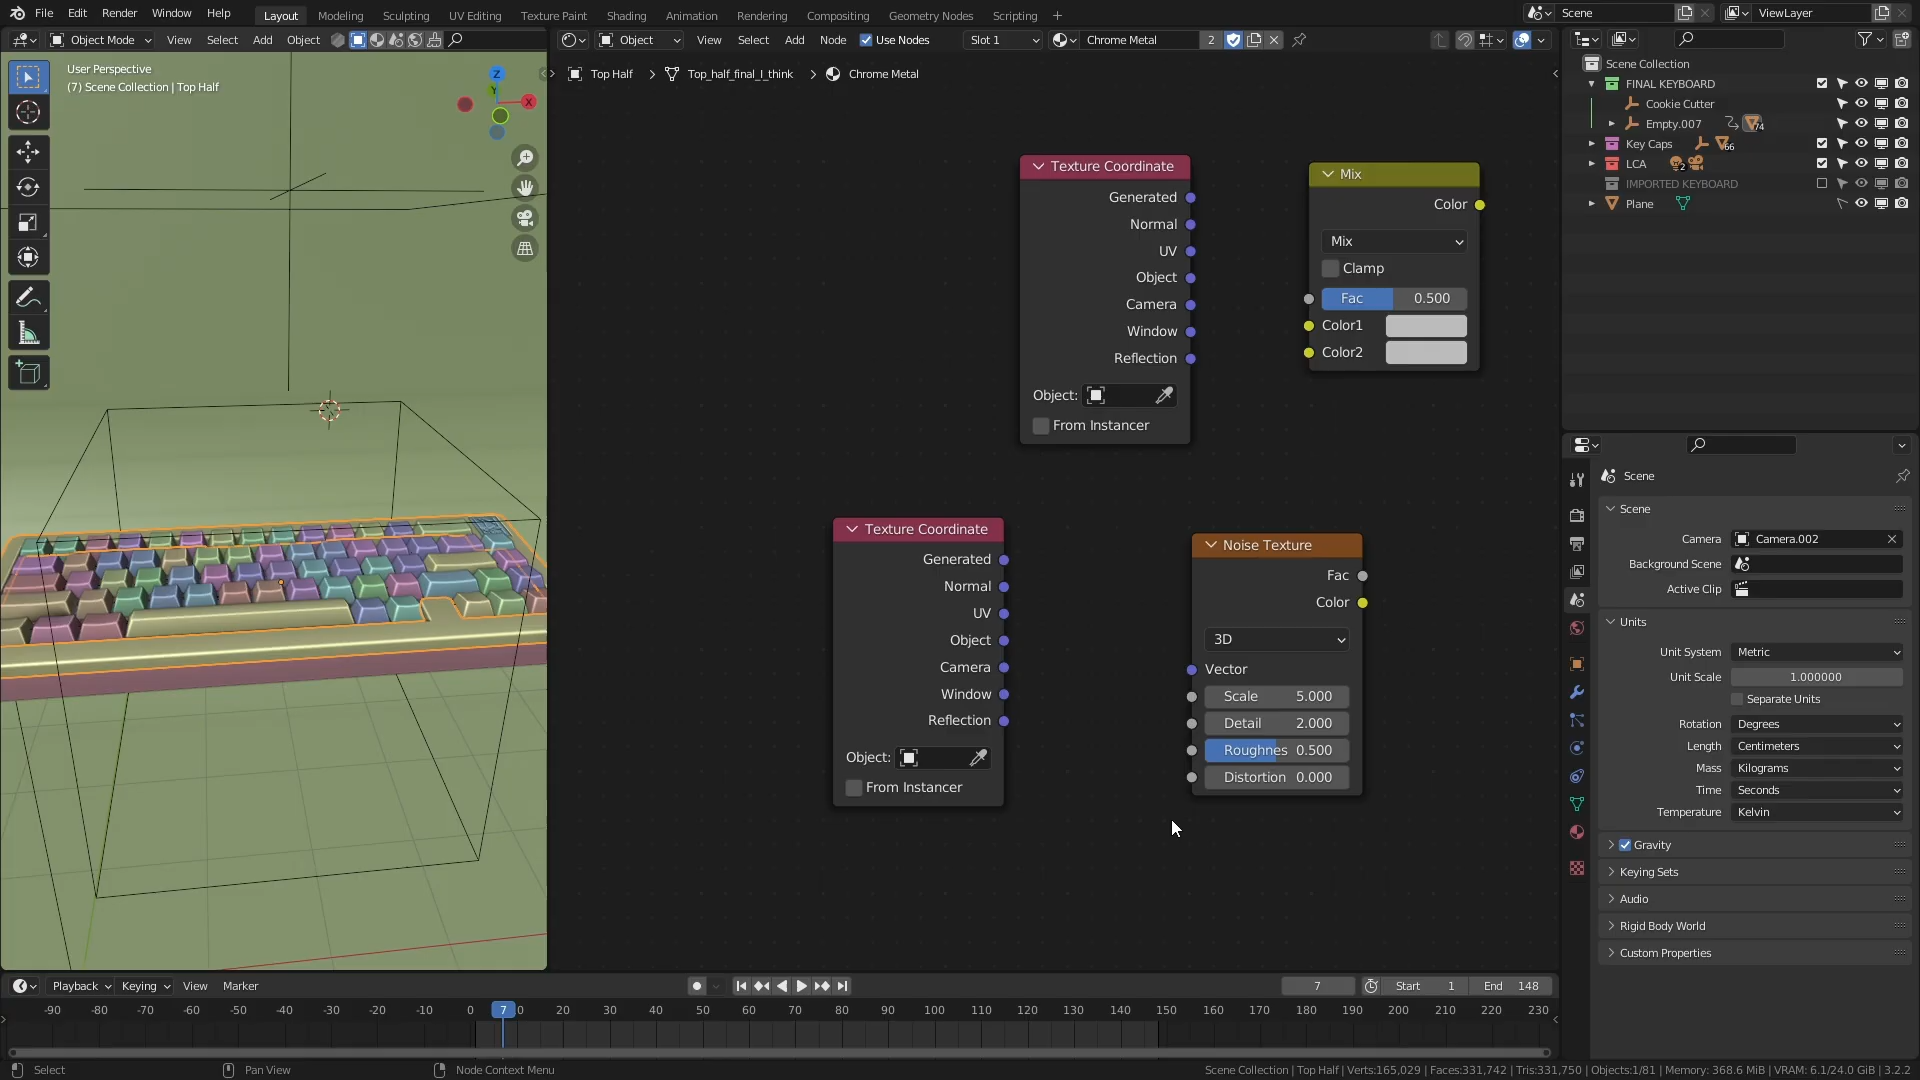 File Edit Render Window Help Layout Modeling Sculpting UV Editing Texture Paint Shading Animation Rendering Compositing Geometry Nodes Scripting + Scene ViewLayer
Object Mode View Select Add Object
Object View Select Add Node Use Nodes Slot 1 Chrome Metal 2
User Perspective
(7) Scene Collection | Top Half
Z
Y
X
Top Half > Top_half_final_I_think > Chrome Metal
Texture Coordinate
Generated
Normal
UV
Object
Camera
Window
Reflection
Object:
From Instancer
Mix
Color
Mix
Clamp
Fac 0.500
Color1
Color2
Texture Coordinate
Generated
Normal
UV
Object
Camera
Window
Reflection
Object:
From Instancer
Noise Texture
Fac
Color
3D
Vector
Scale 5.000
Detail 2.000
Roughnes 0.500
Distortion 0.000
Scene Collection
FINAL KEYBOARD
Cookie Cutter
Empty.007 74
Key Caps 66
LCA 2
IMPORTED KEYBOARD
Plane
Scene
Scene
Camera Camera.002
Background Scene
Active Clip
Units
Unit System Metric
Unit Scale 1.000000
Separate Units
Rotation Degrees
Length Centimeters
Mass Kilograms
Time Seconds
Temperature Kelvin
Gravity
Keying Sets
Audio
Rigid Body World
Custom Properties
Playback Keying View Marker 7 Start 1 End 148
-90 -80 -70 -60 -50 -40 -30 -20 -10 0 7 0 20 30 40 50 60 70 80 90 100 110 120 130 140 150 160 170 180 190 200 210 220 230
Select Pan View Node Context Menu Scene Collection | Top Half | Verts:165,029 | Faces:331,742 | Tris:331,750 | Objects:1/81 | Memory: 368.6 MiB | VRAM: 6.1/24.0 GiB | 3.2.2